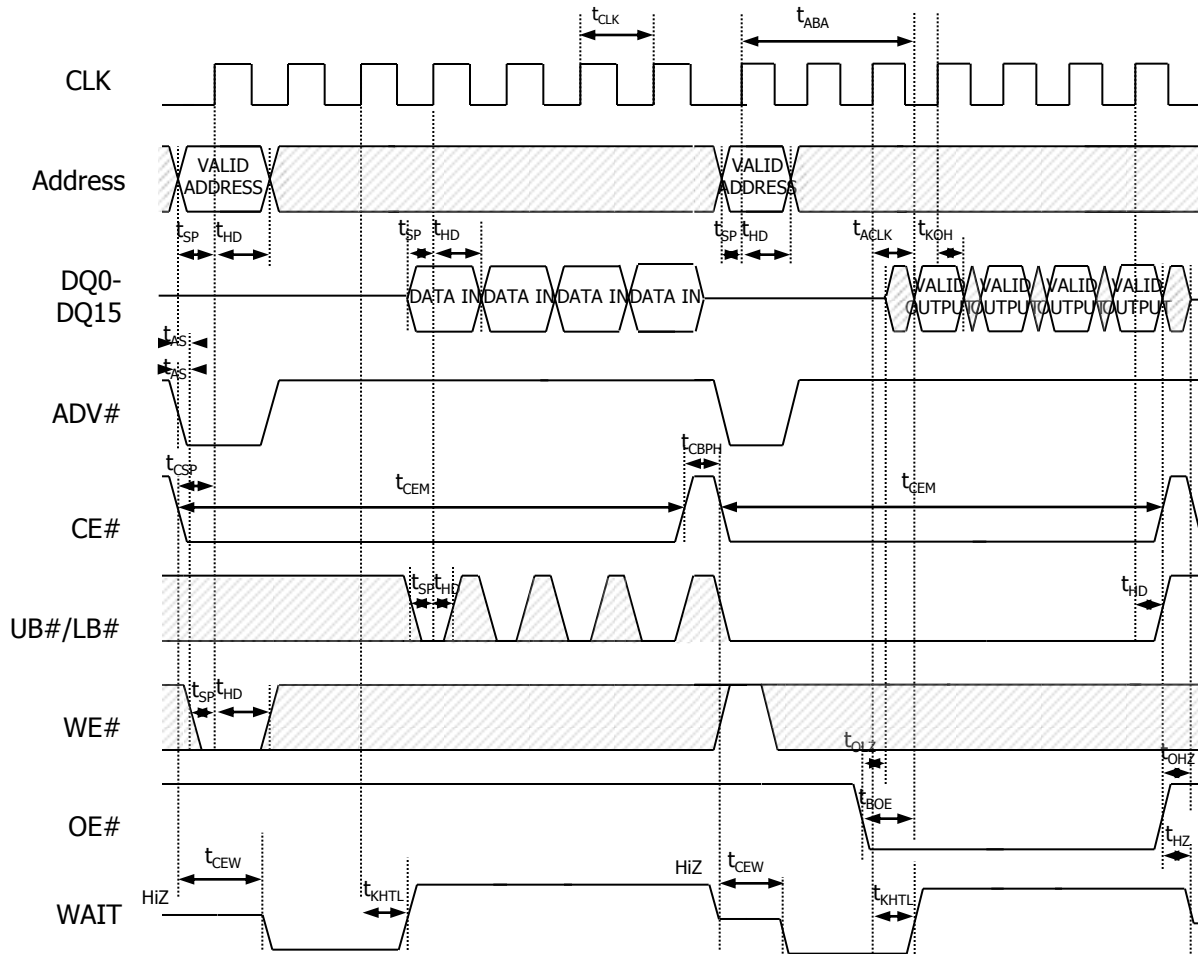 tCLK
tABA
CLK
Address
VALID
ADDRESS
VALID
ADDRESS
tSP
tHD
tSP
tHD
tSP
tHD
tACLK
tKOH
DQ0-
DQ15
DATA IN
DATA IN
DATA IN
DATA IN
VALID
OUTPUT
VALID
OUTPUT
VALID
OUTPUT
VALID
OUTPUT
tAS
tAS
ADV#
tCBPH
tCSP
tCEM
tCEM
CE#
tSP
tHD
tHD
UB#/LB#
tSP
tHD
WE#
tOLZ
tOHZ
tBOE
OE#
tHZ
tCEW
HiZ
tCEW
HiZ
tKHTL
tKHTL
WAIT